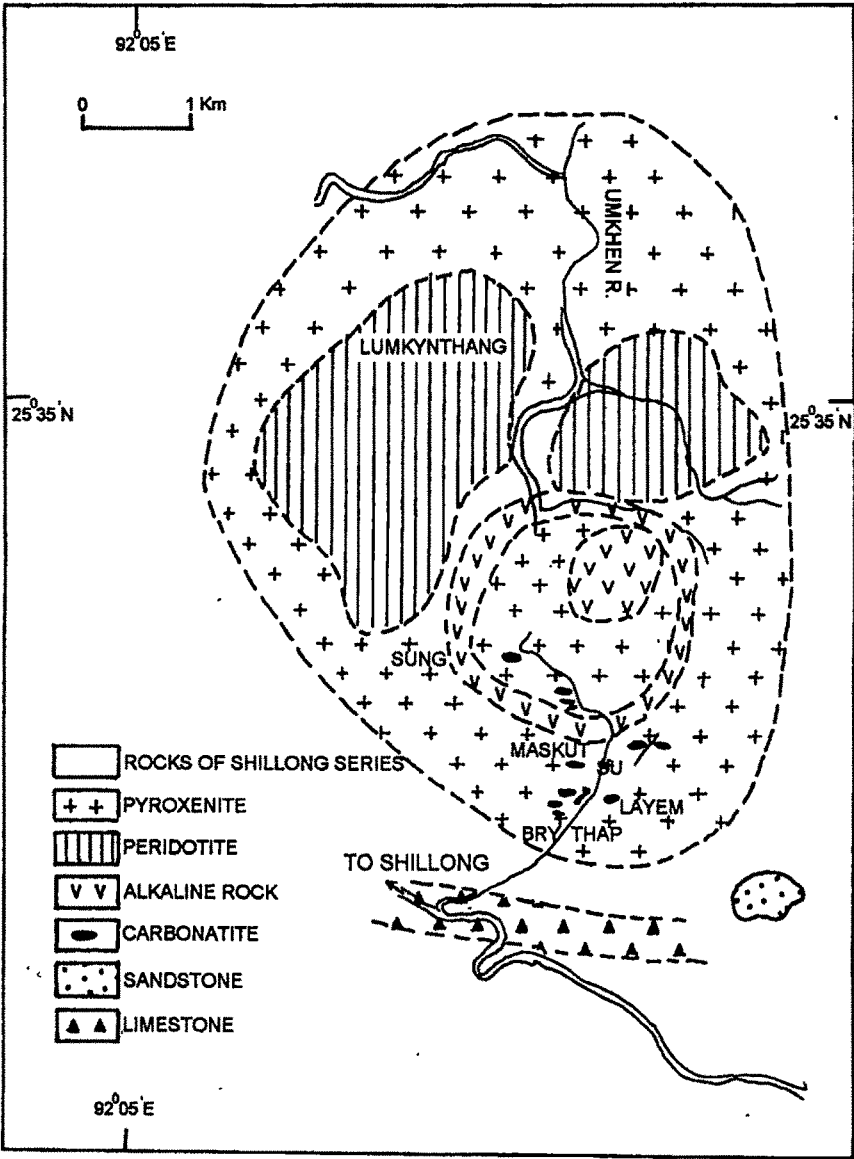 92°05'E
0 1 Km
UMKHEN R.
LUMKYNTHANG
25°35'N
25°35'N
SUNG
MASKUT
SU
LAYEM
BRY THAP
TO SHILLONG
ROCKS OF SHILLONG SERIES
PYROXENITE
PERIDOTITE
ALKALINE ROCK
CARBONATITE
SANDSTONE
LIMESTONE
92°05'E